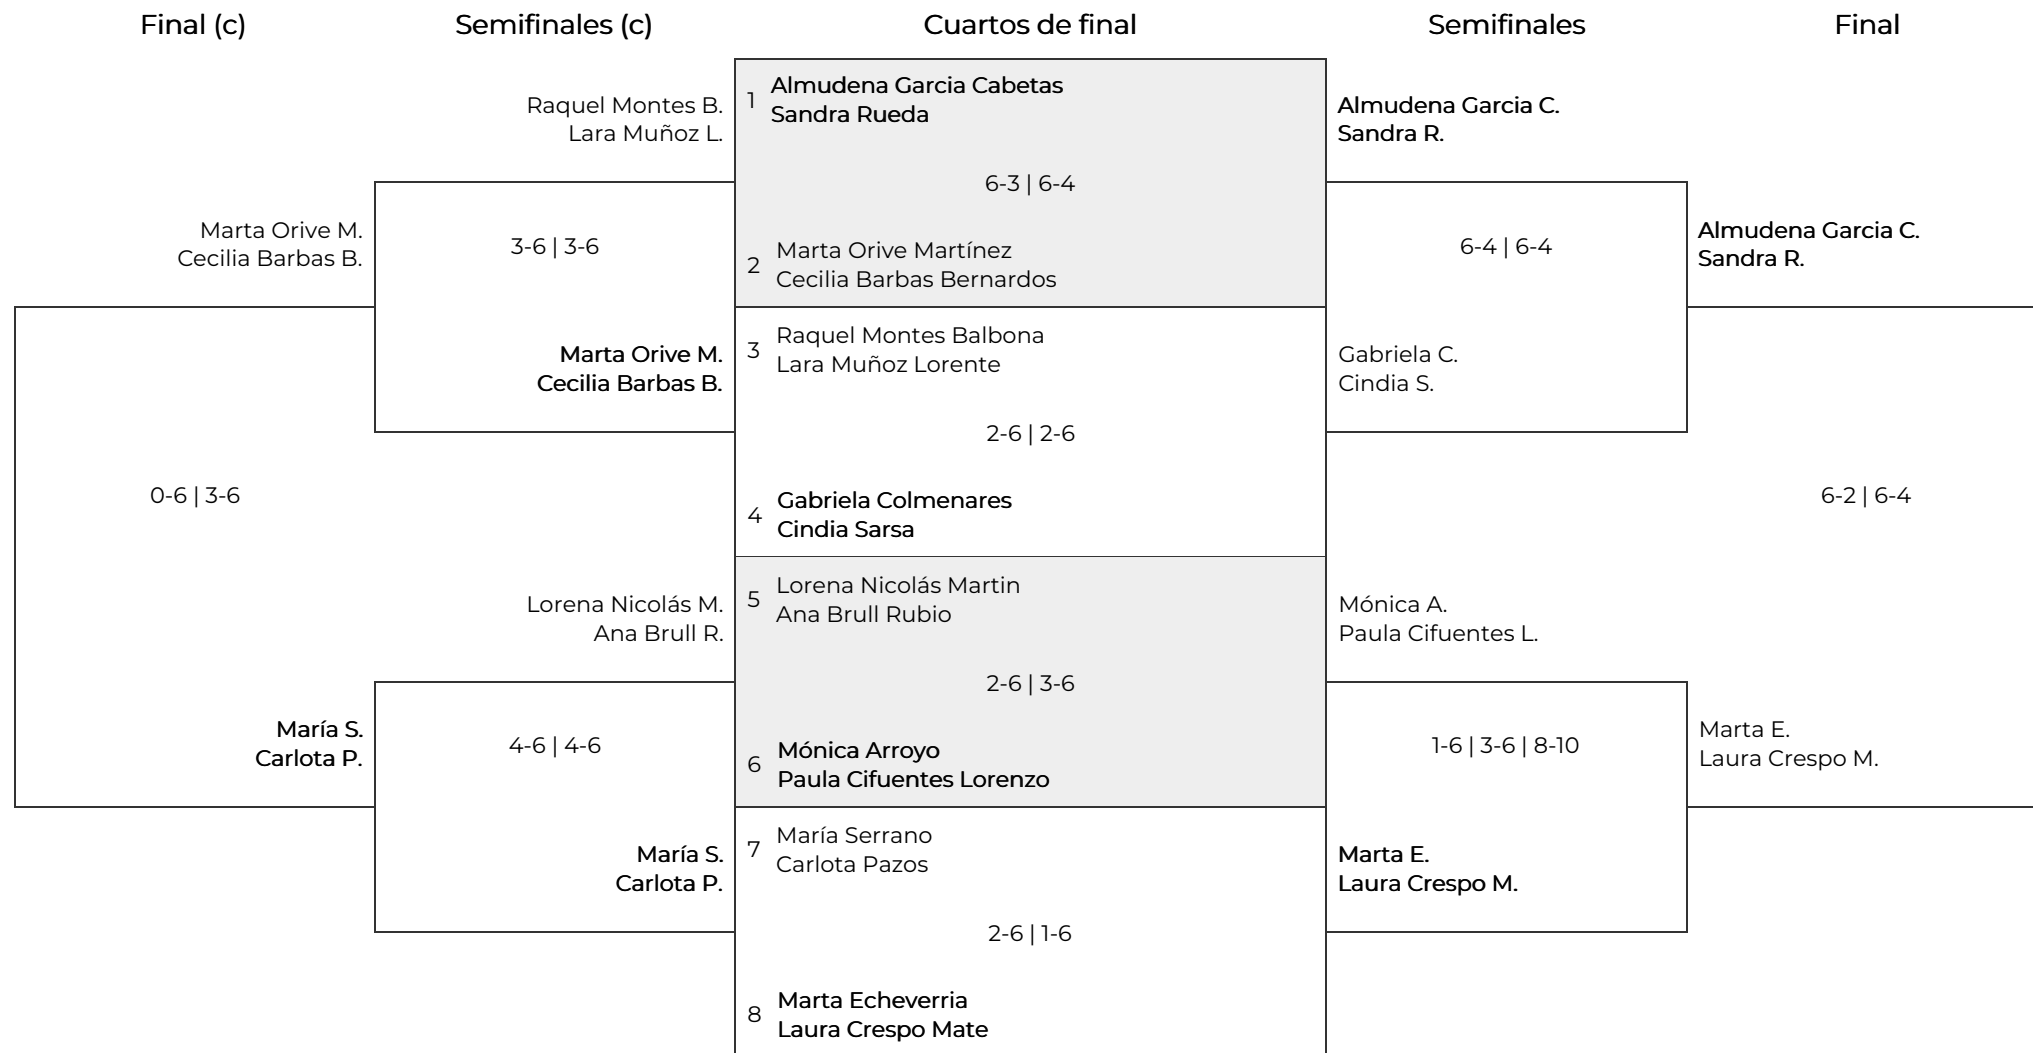 Final (c)
Semifinales (c)
Cuartos de final
Semifinales
Final
Marta Orive M.
Cecilia Barbas B.
0-6 | 3-6
María S.
Carlota P.
Raquel Montes B.
Lara Muñoz L.
3-6 | 3-6
Marta Orive M.
Cecilia Barbas B.
Lorena Nicolás M.
Ana Brull R.
4-6 | 4-6
María S.
Carlota P.
1 Almudena Garcia Cabetas
Sandra Rueda
6-3 | 6-4
2 Marta Orive Martínez
Cecilia Barbas Bernardos
3 Raquel Montes Balbona
Lara Muñoz Lorente
2-6 | 2-6
4 Gabriela Colmenares
Cindia Sarsa
5 Lorena Nicolás Martin
Ana Brull Rubio
2-6 | 3-6
6 Mónica Arroyo
Paula Cifuentes Lorenzo
7 María Serrano
Carlota Pazos
2-6 | 1-6
8 Marta Echeverria
Laura Crespo Mate
Almudena Garcia C.
Sandra R.
6-4 | 6-4
Gabriela C.
Cindia S.
Mónica A.
Paula Cifuentes L.
1-6 | 3-6 | 8-10
Marta E.
Laura Crespo M.
Almudena Garcia C.
Sandra R.
6-2 | 6-4
Marta E.
Laura Crespo M.